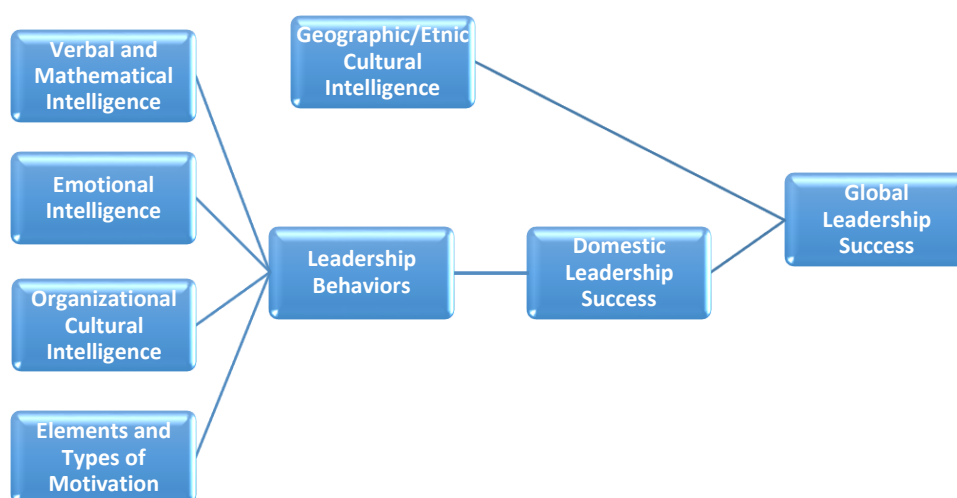 Verbal and
Mathematical
Intelligence
Geographic/Etnic
Cultural
Intelligence
Emotional
Intelligence
Global
Leadership
Success
Leadership
Behaviors
Domestic
Leadership
Success
Organizational
Cultural
Intelligence
Elements and
Types of
Motivation